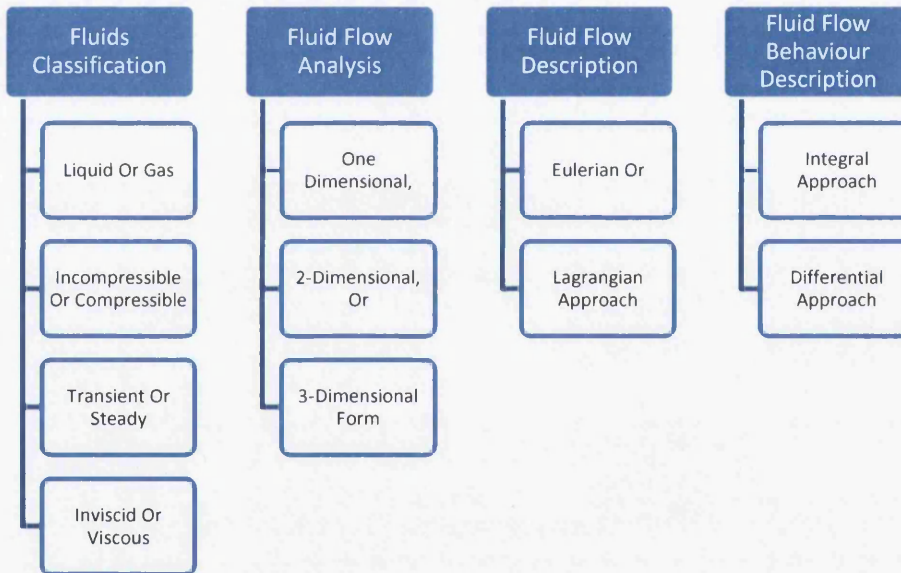 Fluids
Classification
Liquid Or Gas
Incompressible
Or Compressible
Transient Or
Steady
Inviscid Or
Viscous
Fluid Flow
Analysis
One
Dimensional,
2-Dimensional,
Or
3-Dimensional
Form
Fluid Flow
Description
Eulerian Or
Lagrangian
Approach
Fluid Flow
Behaviour
Description
Integral
Approach
Differential
Approach